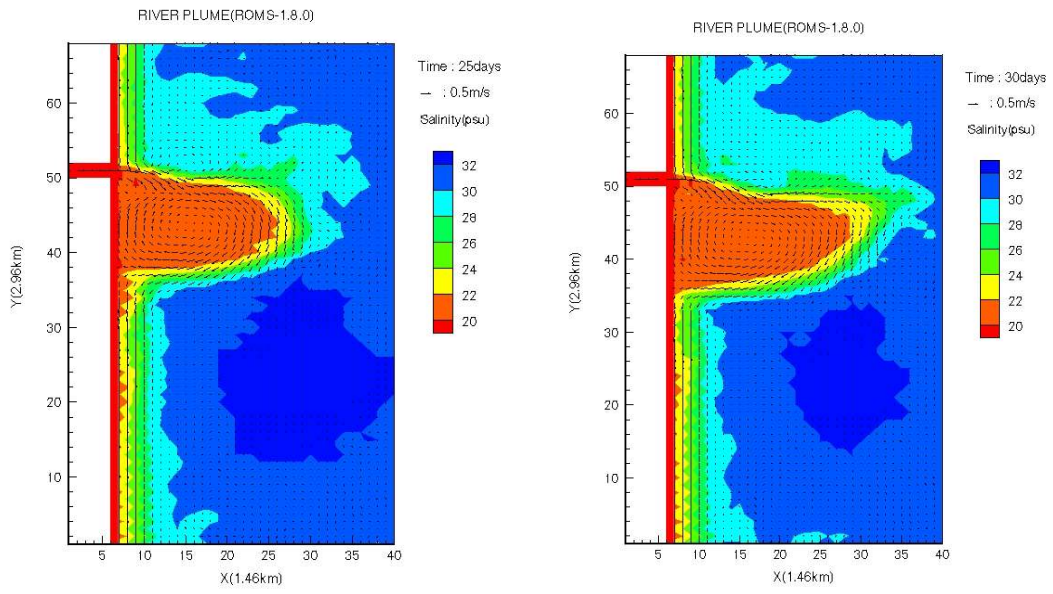 RIVER PLUME(ROMS-1.8.0)
Time : 25days
→ : 0.5m/s
Salinity(psu)
32
30
28
26
24
22
20
60
50
40
30
20
10
Y(2.96km)
5 10 15 20 25 30 35 40
X(1.46km)
RIVER PLUME(ROMS-1.8.0)
Time : 30days
→ : 0.5m/s
Salinity(psu)
32
30
28
26
24
22
20
60
50
40
30
20
10
Y(2.96km)
5 10 15 20 25 30 35 40
X(1.46km)